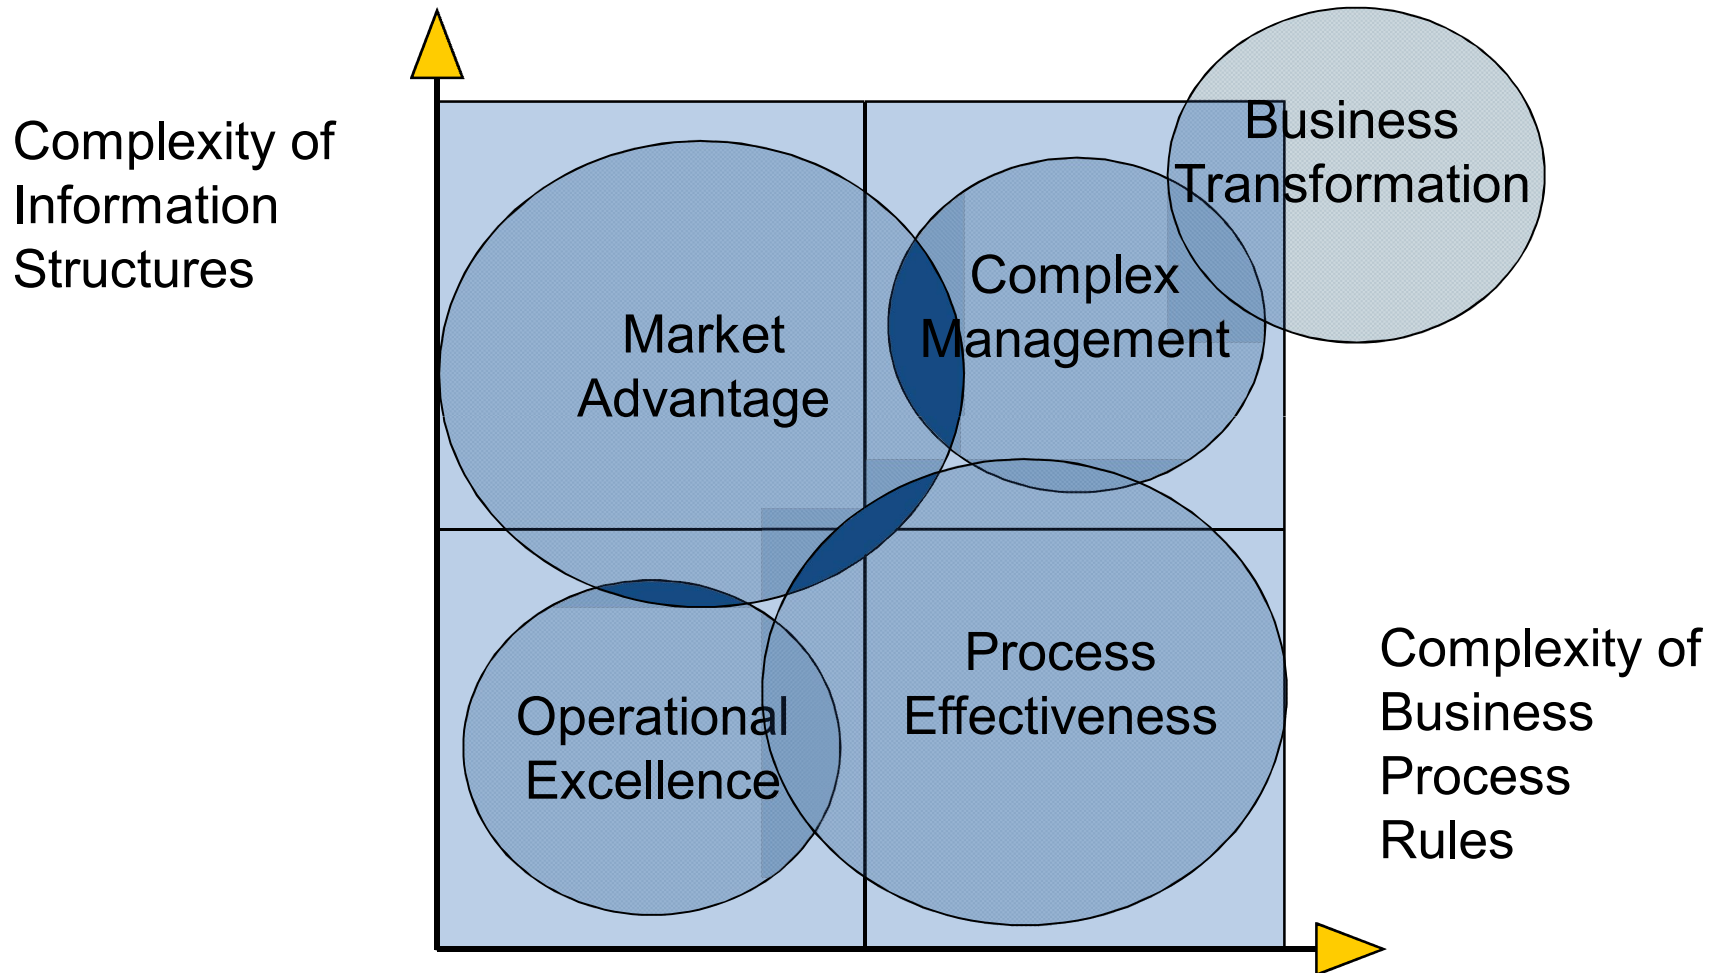 Complexity of
Information
Structures
Business
Transformation
Complex
Management
Market
Advantage
Process
Effectiveness
Operational
Excellence
Complexity of
Business
Process
Rules